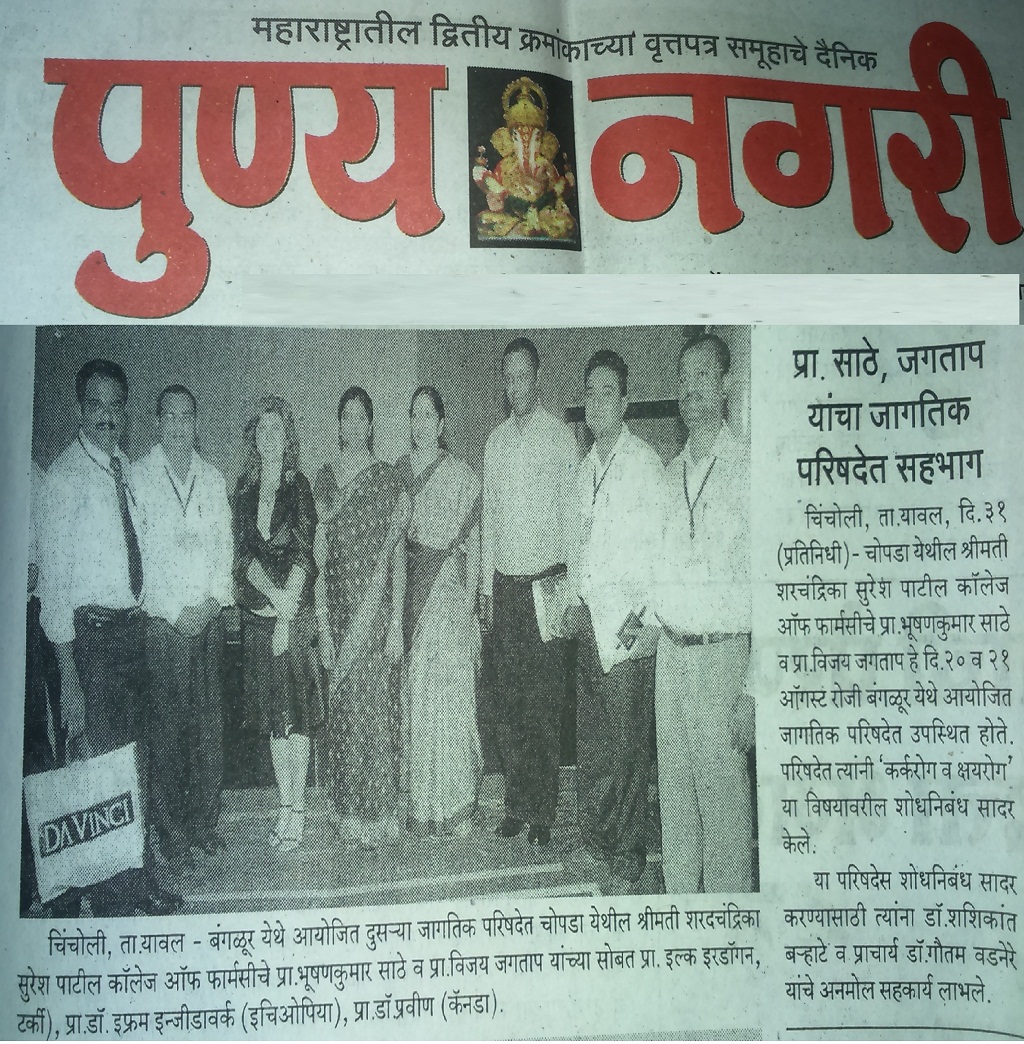 महाराष्ट्रातील द्वितीय क्रमांकाच्या वृत्तपत्र समूहाचे दैनिक
पुण्य नगरी
DA VINCI
चिंचोली, ता.यावल - बंगळूर येथे आयोजित दुसऱ्या जागतिक परिषदेत चोपडा येथील श्रीमती शरदचंद्रिका
सुरेश पाटील कॉलेज ऑफ फार्मसीचे प्रा.भूषणकुमार साठे व प्रा.विजय जगताप यांच्या सोबत प्रा. इल्क इरडॉगन,
टर्की), प्रा.डॉ. इफ्रम इन्जीडावर्क (इथिओपिया), प्रा.डॉ.प्रवीण (कॅनडा).
प्रा. साठे, जगताप
यांचा जागतिक
परिषदेत सहभाग
चिंचोली, ता.यावल, दि.३१
(प्रतिनिधी)- चोपडा येथील श्रीमती
शरचंद्रिका सुरेश पाटील कॉलेज
ऑफ फार्मसीचे प्रा.भूषणकुमार साठे
व प्रा.विजय जगताप हे दि.२० व २१
ऑगस्ट रोजी बंगळूर येथे आयोजित
जागतिक परिषदेत उपस्थित होते.
परिषदेत त्यांनी 'कर्करोग व क्षयरोग'
या विषयावरील शोधनिबंध सादर
केले.
या परिषदेस शोधनिबंध सादर
करण्यासाठी त्यांना डॉ.शशिकांत
बऱ्हाटे व प्राचार्य डॉ.गौतम वडनेरे
यांचे अनमोल सहकार्य लाभले.